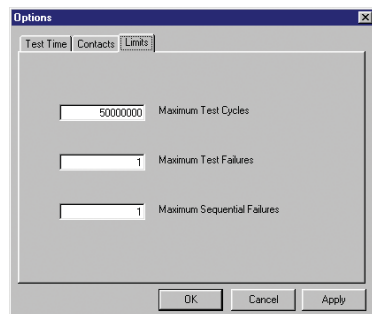 Options
Test Time Contacts Limits
50000000 Maximum Test Cycles
1 Maximum Test Failures
1 Maximum Sequential Failures
OK Cancel Apply